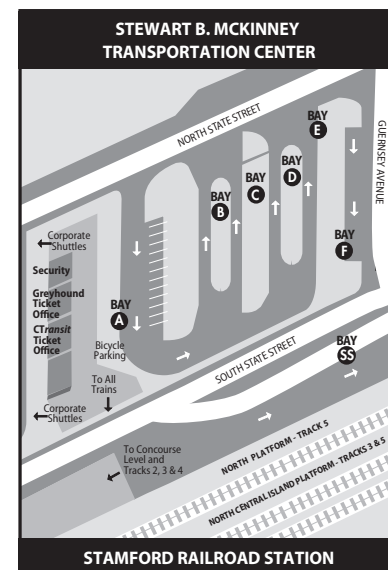 STEWART B. MCKINNEY
TRANSPORTATION CENTER
NORTH STATE STREET
GUERNSEY AVENUE
BAY
E
BAY
D
BAY
C
BAY
B
BAY
F
Corporate
Shuttles
Security
Greyhound
Ticket
Office
CTransit
Ticket
Office
BAY
A
Bicycle
Parking
To All
Trains
Corporate
Shuttles
SOUTH STATE STREET
BAY
SS
To Concourse
Level and
Tracks 2, 3 & 4
NORTH PLATFORM - TRACK 5
NORTH CENTRAL ISLAND PLATFORM - TRACKS 3 & 5
STAMFORD RAILROAD STATION